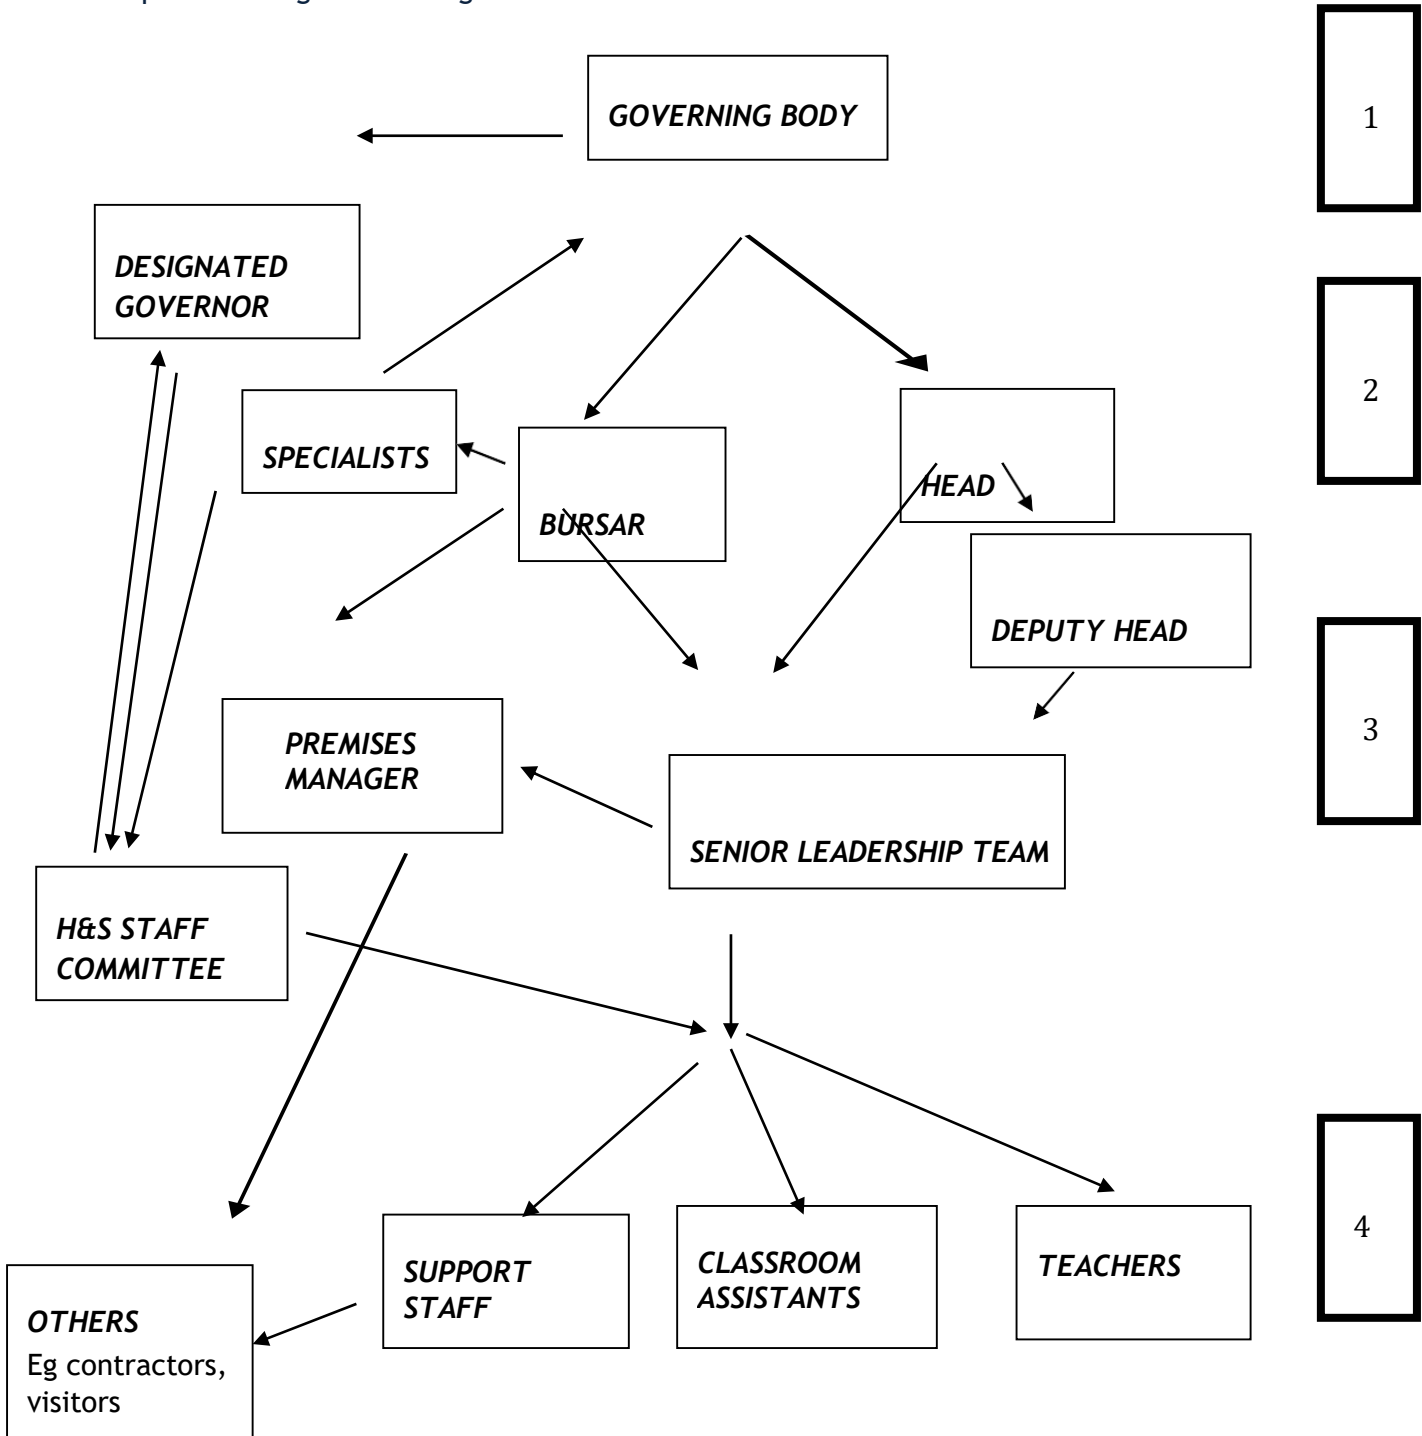 GOVERNING BODY
1
DESIGNATED
GOVERNOR
2
SPECIALISTS
HEAD
BURSAR
DEPUTY HEAD
3
PREMISES
MANAGER
SENIOR LEADERSHIP TEAM
H&S STAFF
COMMITTEE
4
SUPPORT
STAFF
CLASSROOM
ASSISTANTS
TEACHERS
OTHERS
Eg contractors,
visitors